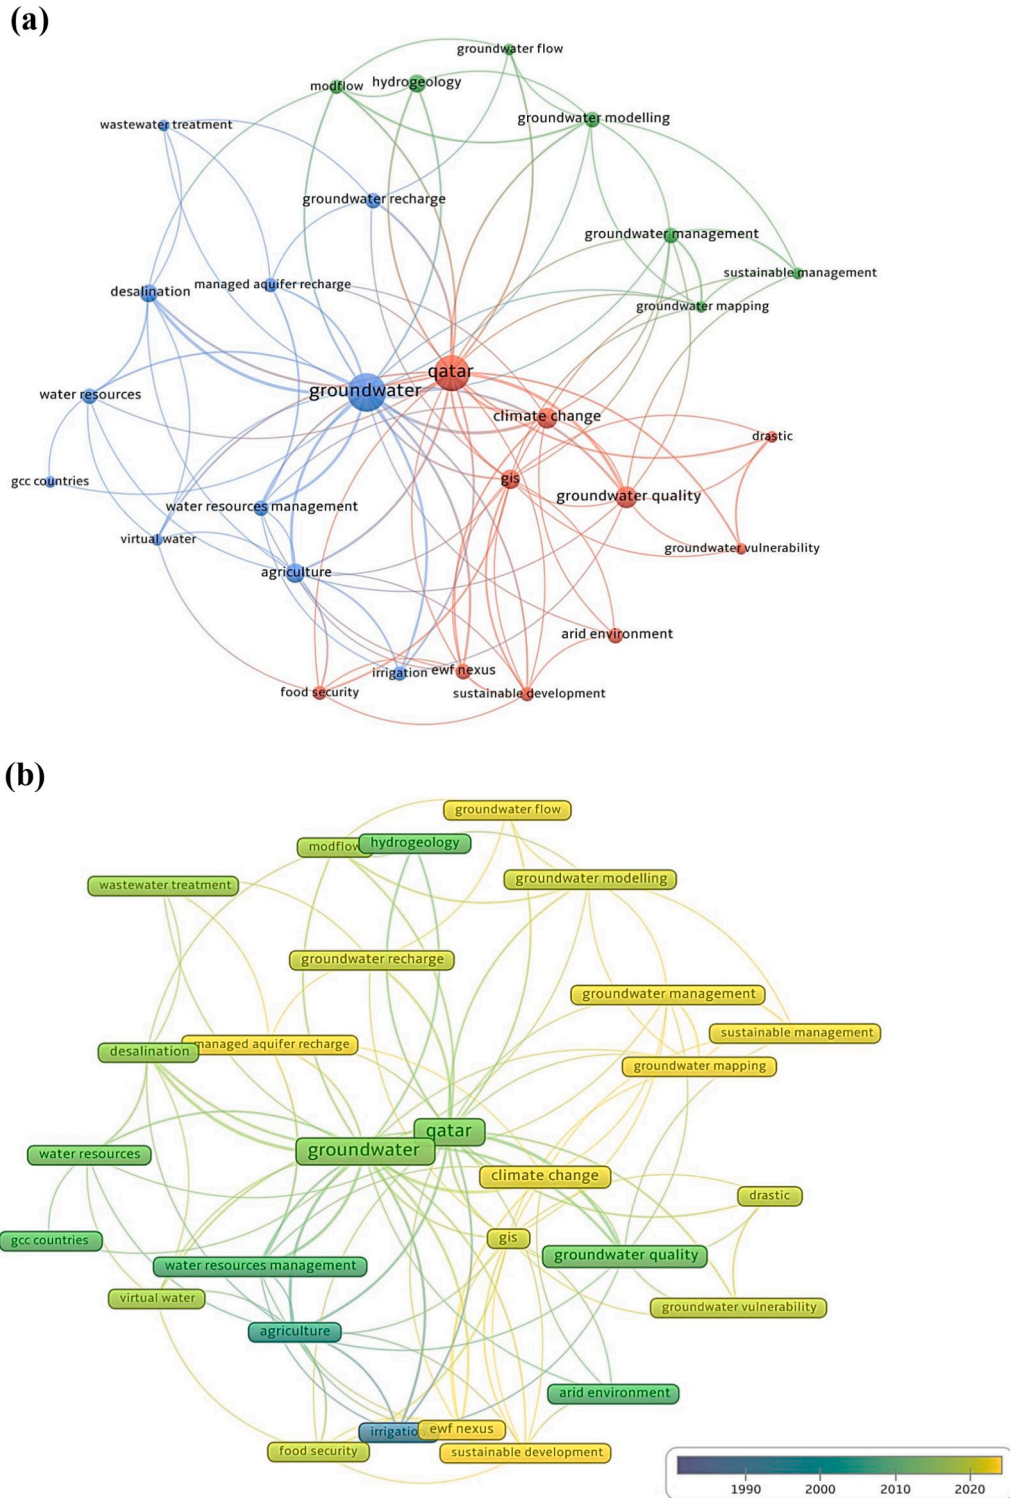 (a)
groundwater flow
modflow
hydrogeology
groundwater modelling
wastewater treatment
groundwater recharge
groundwater management
sustainable management
desalination
managed aquifer recharge
groundwater mapping
qatar
groundwater
water resources
climate change
drastic
gcc countries
gis
groundwater quality
water resources management
virtual water
groundwater vulnerability
agriculture
arid environment
irrigation
ewf nexus
food security
sustainable development
(b)
groundwater flow
modflow
hydrogeology
groundwater modelling
wastewater treatment
groundwater recharge
groundwater management
sustainable management
managed aquifer recharge
desalination
groundwater mapping
qatar
groundwater
water resources
climate change
drastic
gcc countries
gis
groundwater quality
water resources management
virtual water
groundwater vulnerability
agriculture
arid environment
irrigatio
ewf nexus
food security
sustainable development
1990 2000 2010 2020